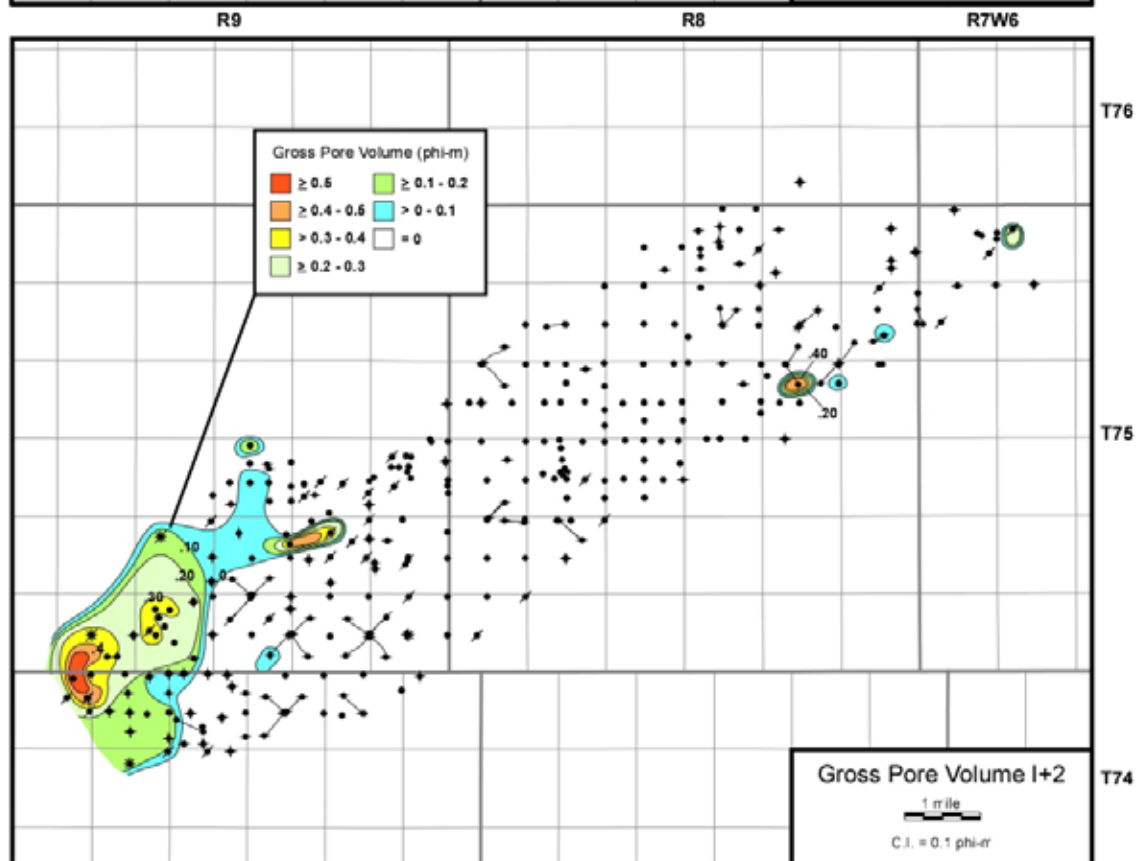 R9 R8 R7W6
T76
Gross Pore Volume (phi-m)
≥ 0.5 ≥ 0.1 - 0.2
≥ 0.4 - 0.5 > 0 - 0.1
> 0.3 - 0.4 = 0
≥ 0.2 - 0.3
.40
.20
T75
.10
.20 0
.30
.4
Gross Pore Volume I+2
1 mile
C.I. = 0.1 phi-m
T74